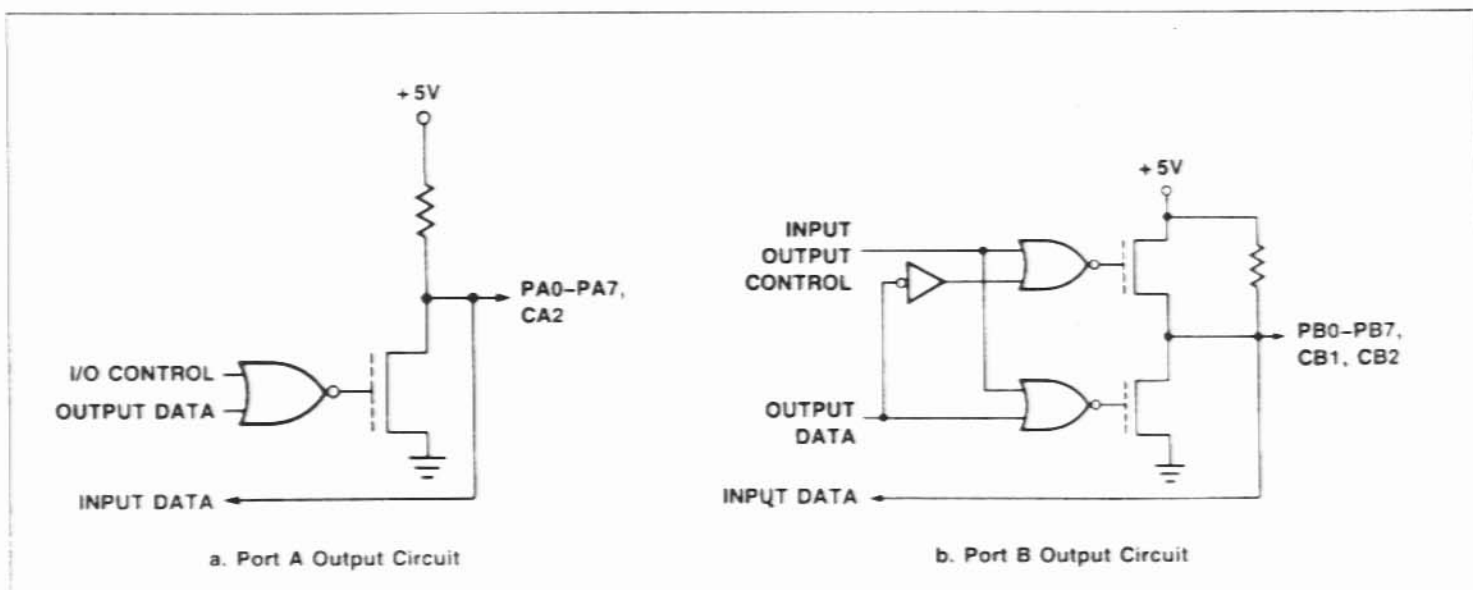 +5V
PA0–PA7,
CA2
I/O CONTROL
OUTPUT DATA
INPUT DATA
a. Port A Output Circuit
+5V
INPUT
OUTPUT
CONTROL
PB0–PB7,
CB1, CB2
OUTPUT
DATA
INPUT DATA
b. Port B Output Circuit